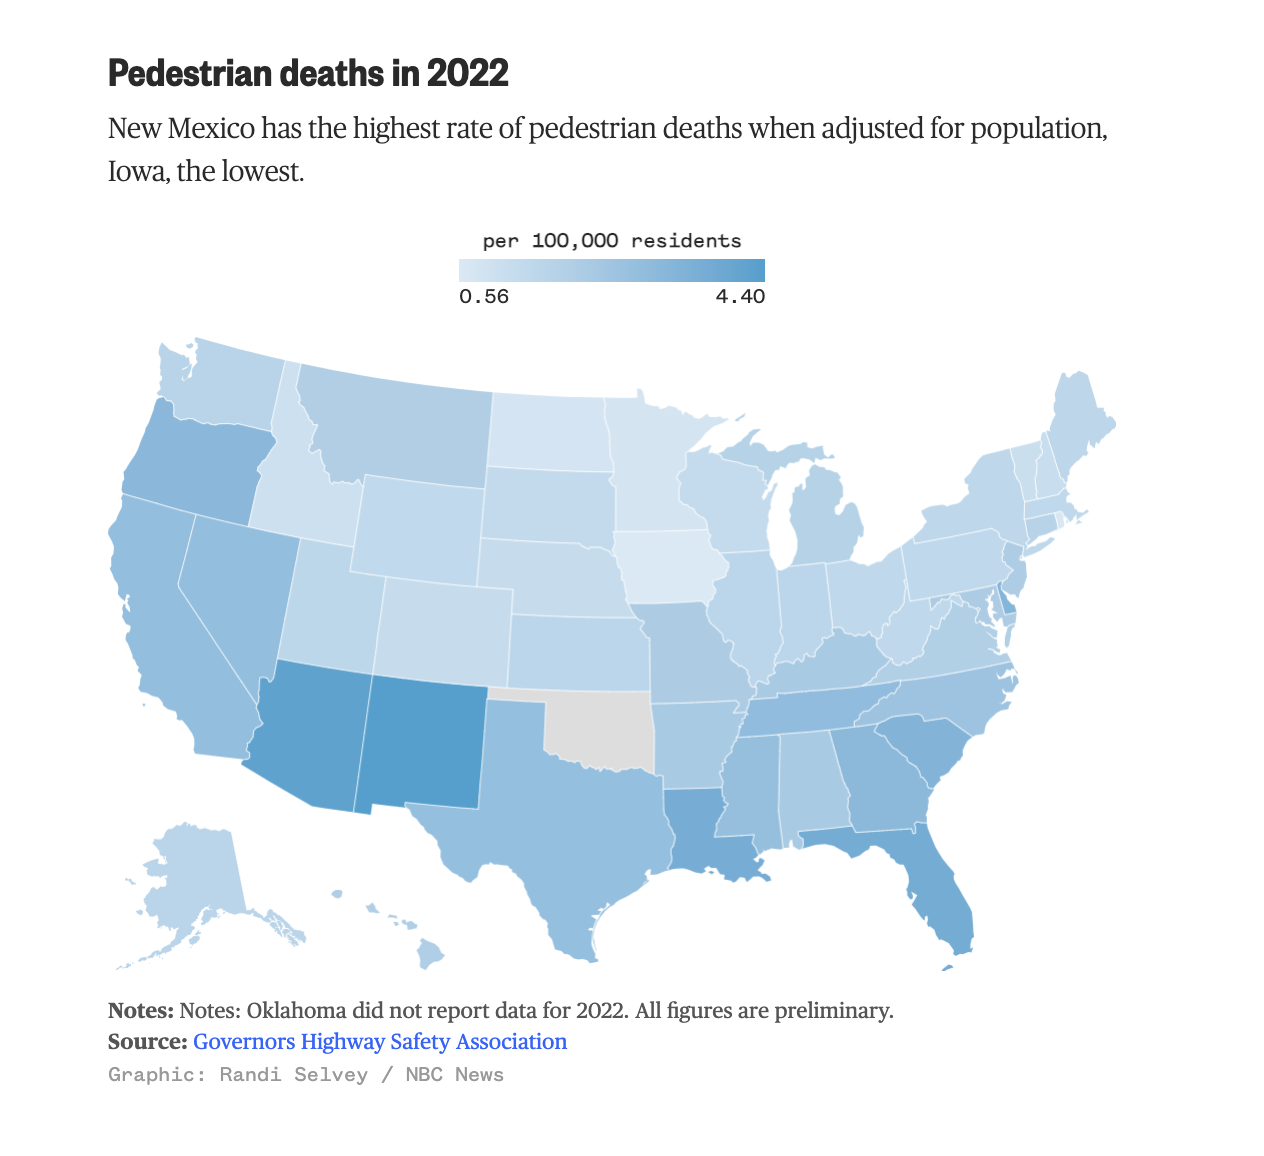 Pedestrian deaths in 2022
New Mexico has the highest rate of pedestrian deaths when adjusted for population,
Iowa, the lowest.
per 100,000 residents
0.56 4.40
Notes: Notes: Oklahoma did not report data for 2022. All figures are preliminary.
Source: Governors Highway Safety Association
Graphic: Randi Selvey / NBC News